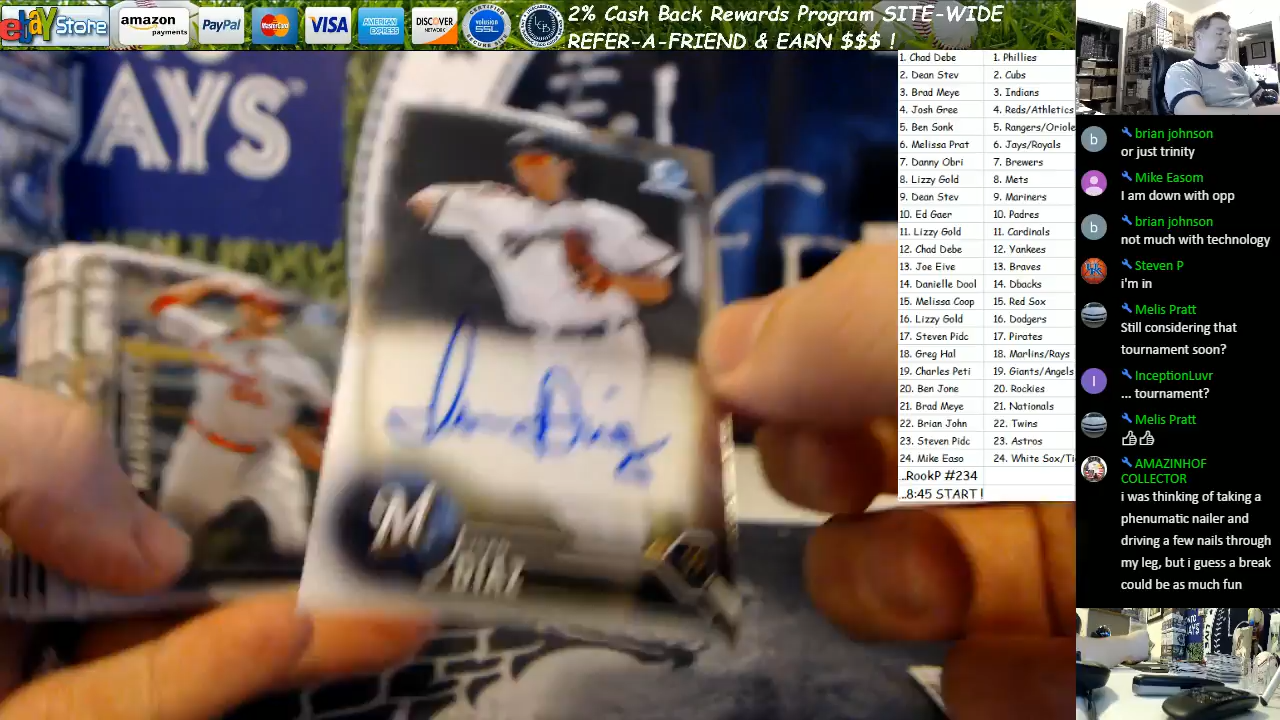 ebay Store
amazon
payments
PayPal
MasterCard
VISA
AMERICAN
EXPRESS
DISCOVER
NETWORK
volusion
SSL
2% Cash Back Rewards Program SITE-WIDE
REFER-A-FRIEND & EARN $$$ !
AYS
M
1. Chad Debe 1. Phillies
2. Dean Stev 2. Cubs
3. Brad Meye 3. Indians
4. Josh Gree 4. Reds/Athletics
5. Ben Sonk 5. Rangers/Oriole
6. Melissa Prat 6. Jays/Royals
7. Danny Obri 7. Brewers
8. Lizzy Gold 8. Mets
9. Dean Stev 9. Mariners
10. Ed Gaer 10. Padres
11. Lizzy Gold 11. Cardinals
12. Chad Debe 12. Yankees
13. Joe Eive 13. Braves
14. Danielle Dool 14. Dbacks
15. Melissa Coop 15. Red Sox
16. Lizzy Gold 16. Dodgers
17. Steven Pidc 17. Pirates
18. Greg Hal 18. Marlins/Rays
19. Charles Peti 19. Giants/Angels
20. Ben Jone 20. Rockies
21. Brad Meye 21. Nationals
22. Brian John 22. Twins
23. Steven Pidc 23. Astros
24. Mike Easo 24. White Sox/Ti
...RookP #234
...8:45 START !
b brian johnson
or just trinity
Mike Easom
I am down with opp
b brian johnson
not much with technology
Steven P
i'm in
Melis Pratt
Still considering that
tournament soon?
I InceptionLuvr
... tournament?
Melis Pratt
AMAZINHOF
COLLECTOR
i was thinking of taking a
phenumatic nailer and
driving a few nails through
my leg, but i guess a break
could be as much fun